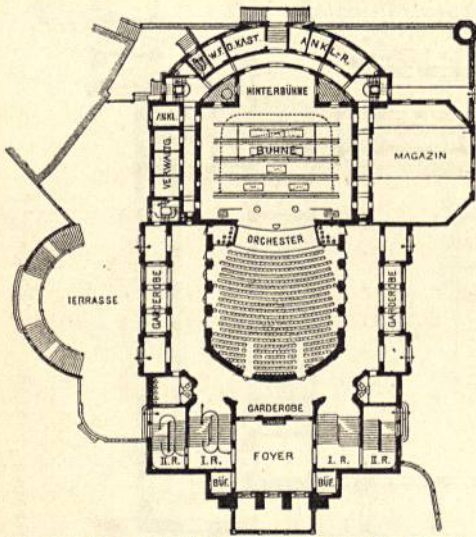 W.F.D.KAST.
ANKL=R.
HINTERBÜHNE
ANKL.
BÜHNE
VERWALTG.
MAGAZIN
ORCHESTER
TERRASSE
GARDEROBE
GARDEROBE
GARDEROBE
FOYER
II.R.
I.R.
I.R.
II.R.
BÜF.
BÜF.